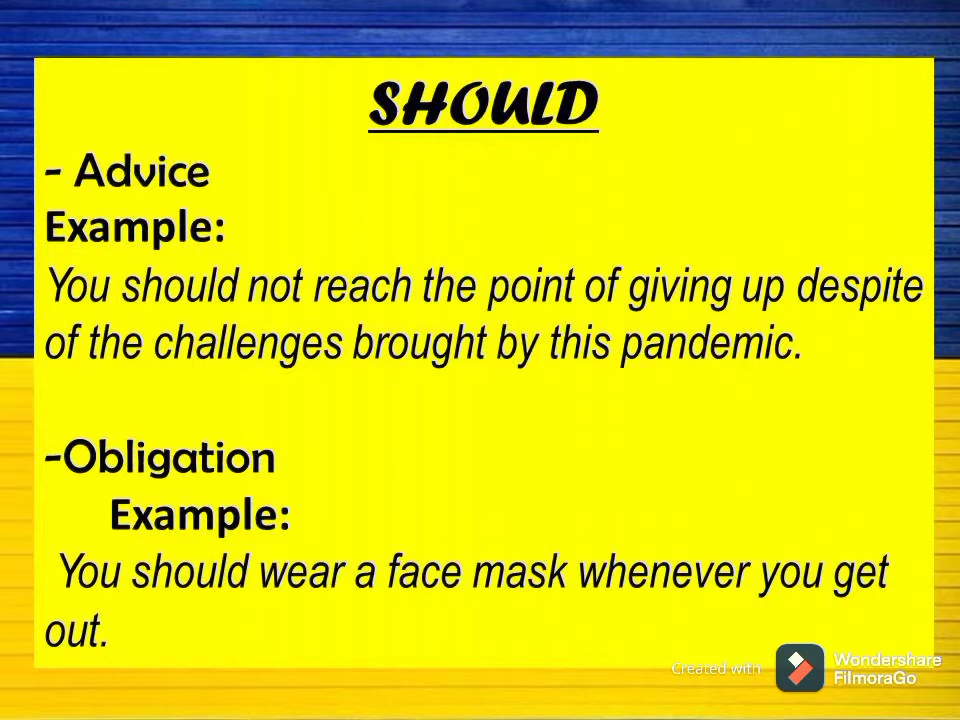 SHOULD
- Advice
Example:
You should not reach the point of giving up despite
of the challenges brought by this pandemic.
-Obligation
Example:
You should wear a face mask whenever you get
out.
Created with
Wondershare
FilmoraGo